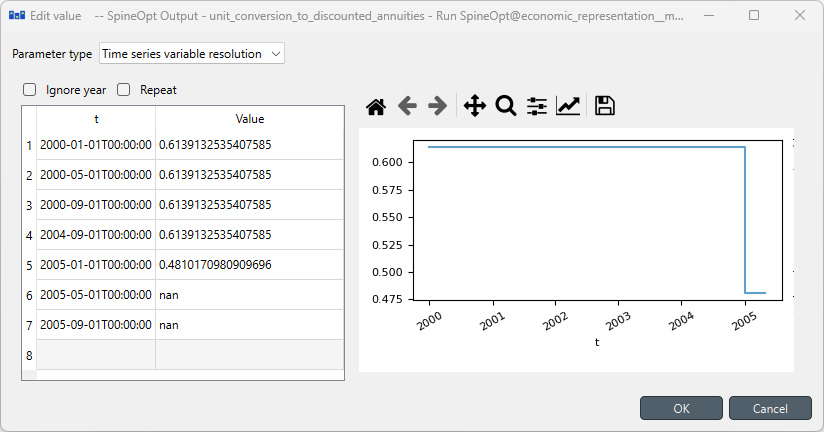 Edit value -- SpineOpt Output - unit_conversion_to_discounted_annuities - Run SpineOpt@economic_representation__m...
Parameter type Time series variable resolution
Ignore year Repeat
t Value
1 2000-01-01T00:00:00 0.6139132535407585
2 2000-05-01T00:00:00 0.6139132535407585
3 2000-09-01T00:00:00 0.6139132535407585
4 2004-09-01T00:00:00 0.6139132535407585
5 2005-01-01T00:00:00 0.4810170980909696
6 2005-05-01T00:00:00 nan
7 2005-09-01T00:00:00 nan
8
0.600
0.575
0.550
0.525
0.500
0.475
2000 2001 2002 2003 2004 2005
t
OK Cancel